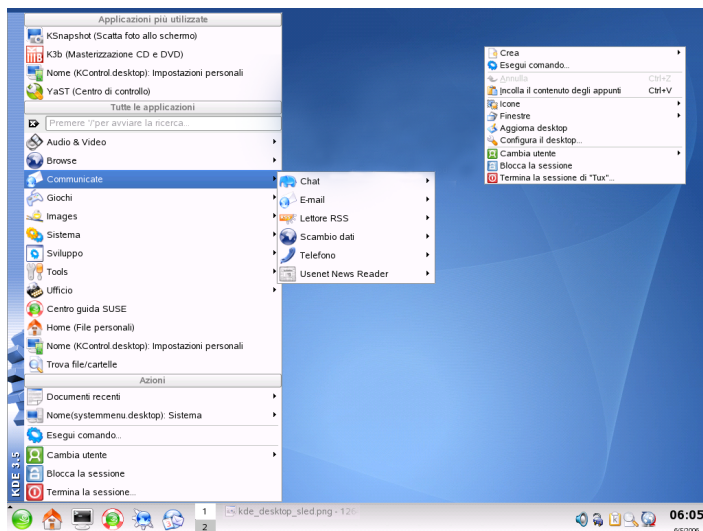 Applicazioni più utilizzate
KSnapshot (Scatta foto allo schermo)
K3b (Masterizzazione CD e DVD)
Nome (KControl.desktop): Impostazioni personali
YaST (Centro di controllo)
Tutte le applicazioni
Premere '/'per avviare la ricerca...
Audio & Video
Browse
Communicate
Giochi
Images
Sistema
Sviluppo
Tools
Ufficio
Centro guida SUSE
Home (File personali)
Nome (KControl.desktop): Impostazioni personali
Trova file/cartelle
Azioni
Documenti recenti
Nome(systemmenu.desktop): Sistema
Esegui comando...
Cambia utente
Blocca la sessione
Termina la sessione...
KDE 3.5
Chat
E-mail
Lettore RSS
Scambio dati
Telefono
Usenet News Reader
Crea
Esegui comando...
Annulla Ctrl+Z
Incolla il contenuto degli appunti Ctrl+V
Icone
Finestre
Aggiorna desktop
Configura il desktop...
Cambia utente
Blocca la sessione
Termina la sessione di "Tux"...
1
2
kde_desktop_sled.png - 126
06:05